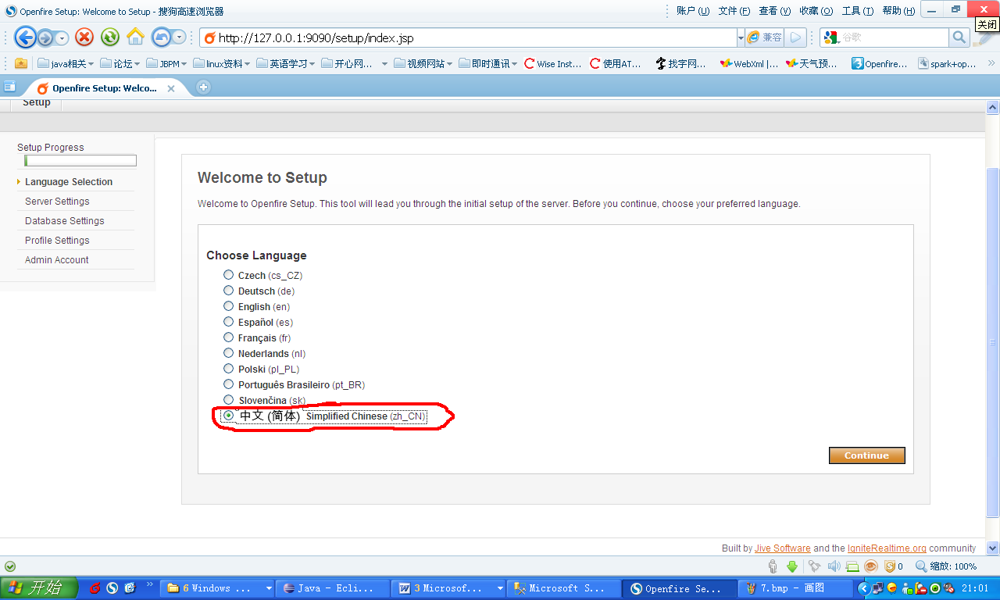 Openfire Setup: Welcome to Setup - 搜狗高速浏览器
账户(U) 文件(F) 查看(V) 收藏(O) 工具(T) 帮助(H)
关闭
http://127.0.0.1:9090/setup/index.jsp
兼容
谷歌
java相关 论坛 JBPM linux资料 英语学习 开心网... 视频网站 即时通讯 Wise Inst... 使用AT... 找字网... WebXml |... 天气预... Openfire... spark+op...
Openfire Setup: Welco...
Setup
Setup Progress
Language Selection
Server Settings
Database Settings
Profile Settings
Admin Account
Welcome to Setup
Welcome to Openfire Setup. This tool will lead you through the initial setup of the server. Before you continue, choose your preferred language.
Choose Language
Czech (cs_CZ)
Deutsch (de)
English (en)
Español (es)
Français (fr)
Nederlands (nl)
Polski (pl_PL)
Português Brasileiro (pt_BR)
Slovenčina (sk)
中文 (简体) Simplified Chinese (zh_CN)
Continue
Built by Jive Software and the IgniteRealtime.org community
0
缩放: 100%
开始
6 Windows ...
Java - Ecli...
3 Microsof...
Microsoft S...
Openfire Se...
7.bmp - 画图
21:01